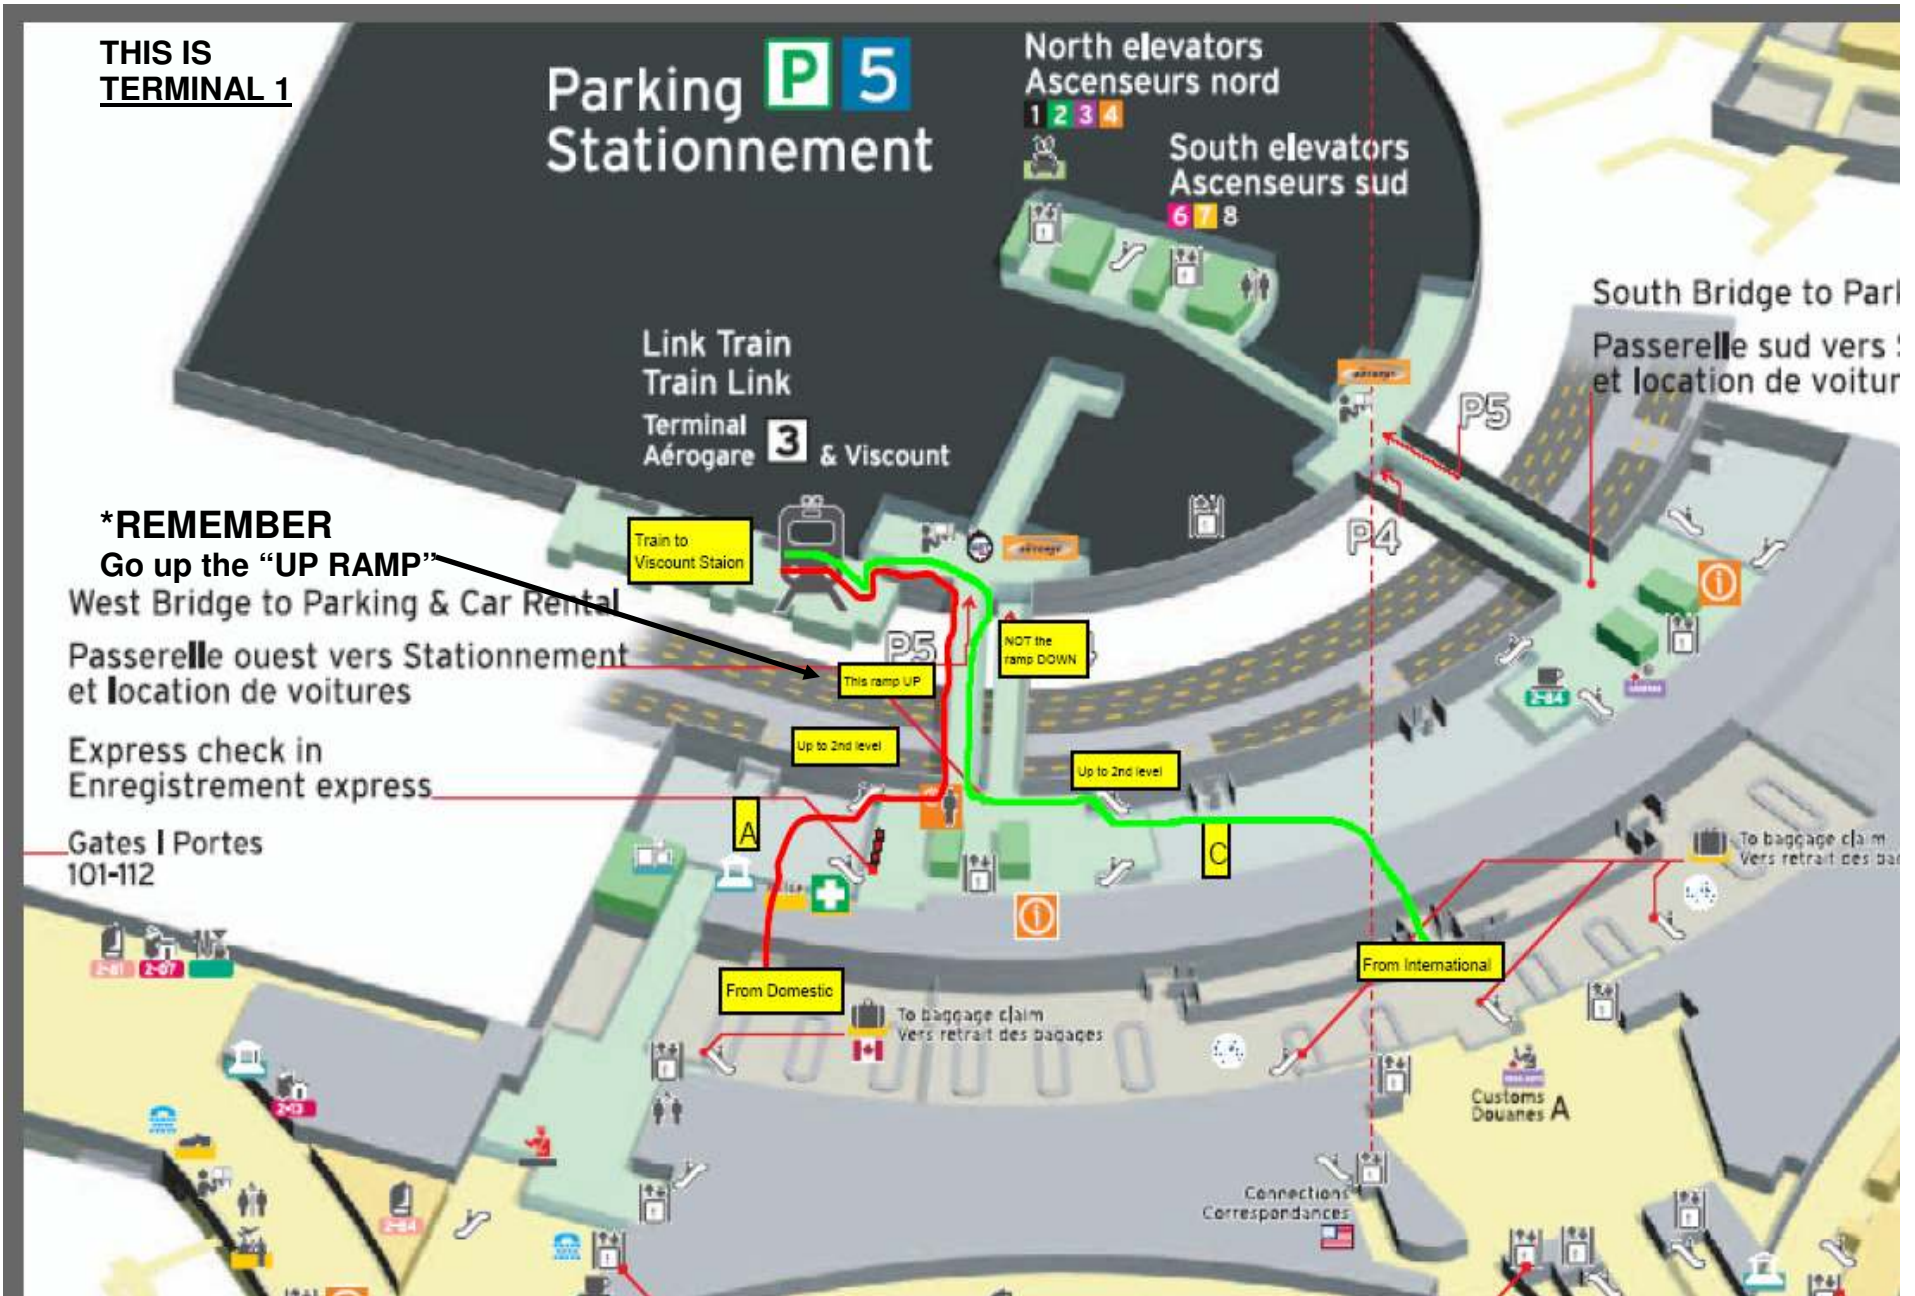 THIS IS
TERMINAL 1
Parking P 5
Stationnement
North elevators
Ascenseurs nord
1 2 3 4
South elevators
Ascenseurs sud
6 7 8
South Bridge to
Passerelle sud vers
et location de
Link Train
Train Link
Terminal
Aérogare 3 & Viscount
P5
P4
*REMEMBER
Go up the “UP RAMP”
Train to
Viscount Staion
West Bridge to Parking & Car Rental
Passerelle ouest vers Stationnement
et location de voitures
P5
NOT the
ramp DOWN
This ramp UP
Up to 2nd level
Up to 2nd level
Express check in
Enregistrement express
A
C
Gates | Portes
101-112
2-07
2-13
To baggage claim
Vers retrait des
From International
From Domestic
To baggage claim
Vers retrait des bagages
Customs
Douanes A
Connections
Correspondances